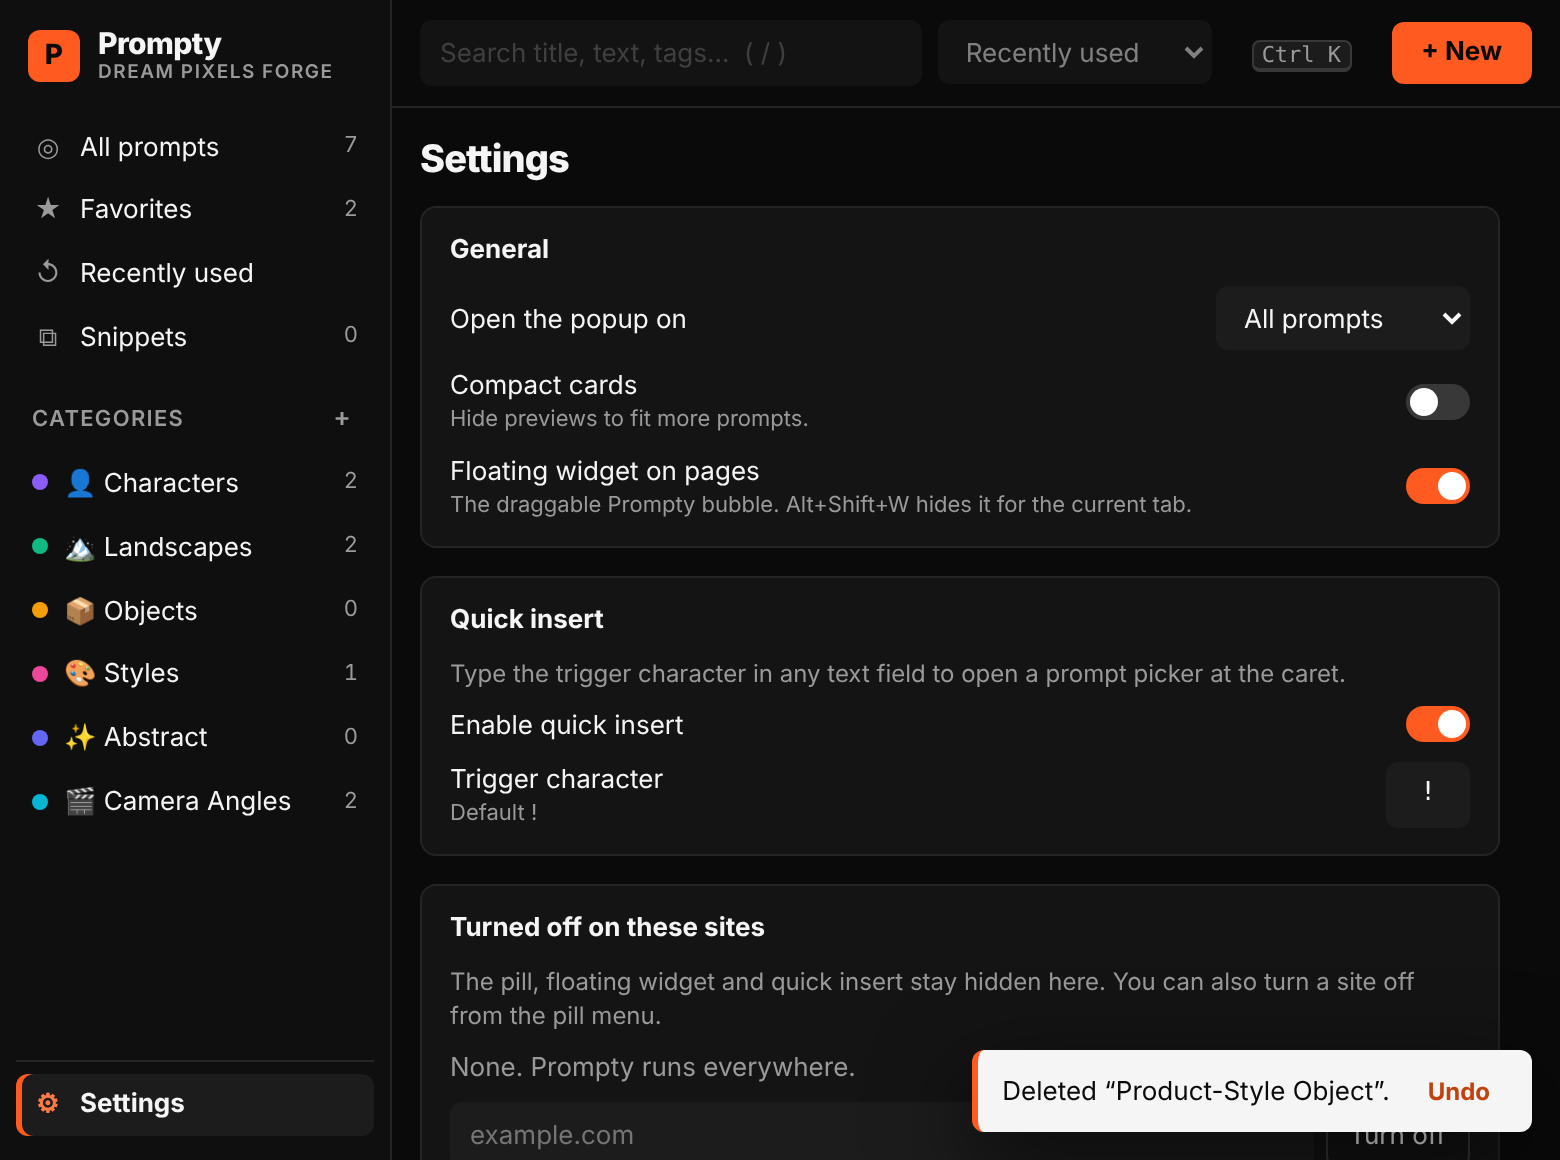 P
Prompty
DREAM PIXELS FORGE
All prompts 7
Favorites 2
Recently used
Snippets 0
CATEGORIES +
Characters 2
Landscapes 2
Objects 0
Styles 1
Abstract 0
Camera Angles 2
Settings
Search title, text, tags... ( / )
Recently used
Ctrl K
+ New
Settings
General
Open the popup on
All prompts
Compact cards
Hide previews to fit more prompts.
Floating widget on pages
The draggable Prompty bubble. Alt+Shift+W hides it for the current tab.
Quick insert
Type the trigger character in any text field to open a prompt picker at the caret.
Enable quick insert
Trigger character
Default !
!
Turned off on these sites
The pill, floating widget and quick insert stay hidden here. You can also turn a site off
from the pill menu.
None. Prompty runs everywhere.
example.com
Turn off
Deleted “Product-Style Object”. Undo